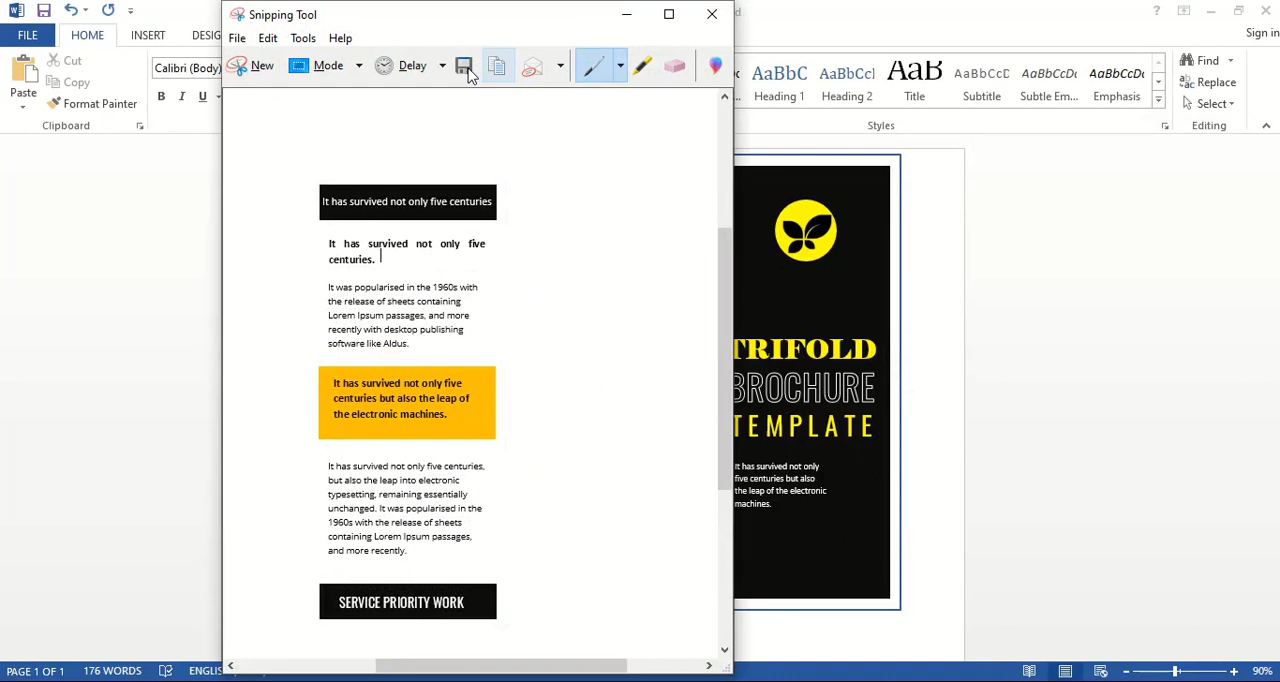 Snipping Tool
File Edit Tools Help
New Mode Delay
FILE HOME INSERT DESIG
Sign in
Cut
Copy
Format Painter
Paste
Clipboard
Calibri (Body)
B I U
AaBbC AaBbCcD AaB AaBbCcD AaBbCcDc AaBbCcDc
Heading 1 Heading 2 Title Subtitle Subtle Em... Emphasis
Styles
Find
Replace
Select
Editing
It has survived not only five centuries
It has survived not only five
centuries.
It was popularised in the 1960s with
the release of sheets containing
Lorem Ipsum passages, and more
recently with desktop publishing
software like Aldus.
It has survived not only five
centuries but also the leap of
the electronic machines.
It has survived not only five centuries,
but also the leap into electronic
typesetting, remaining essentially
unchanged. It was popularised in the
1960s with the release of sheets
containing Lorem Ipsum passages,
and more recently.
SERVICE PRIORITY WORK
TRIFOLD
BROCHURE
TEMPLATE
It has survived not only
five centuries but also
the leap of the electronic
machines.
PAGE 1 OF 1 176 WORDS ENGLIS
90%